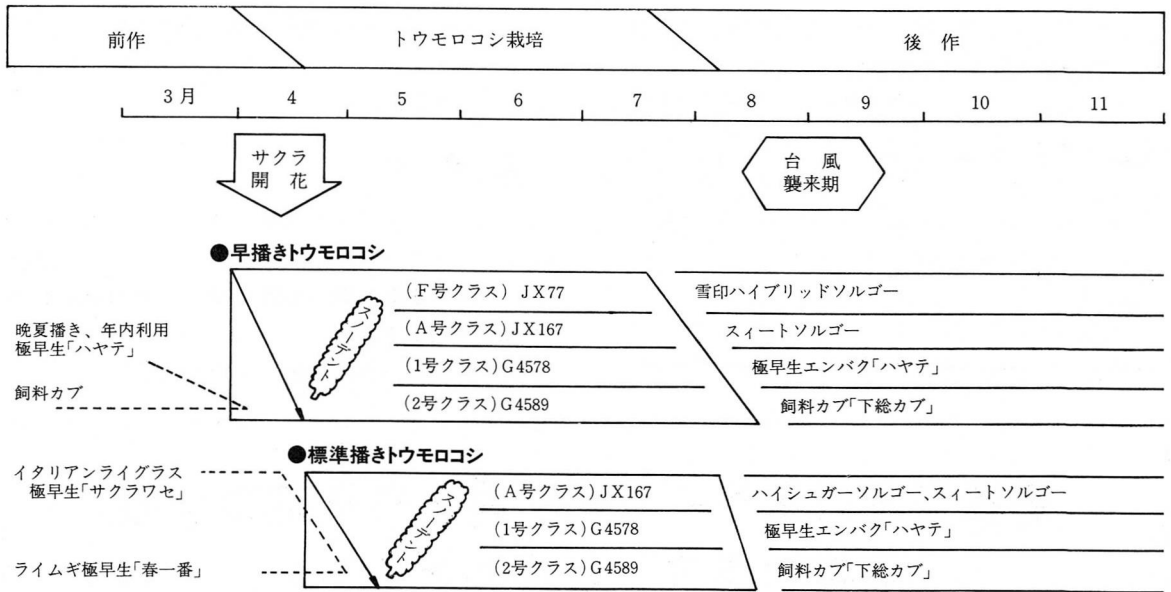 前作 トウモロコシ栽培 後作
3月 4 5 6 7 8 9 10 11
サクラ
開花
台風
襲来期
●早播きトウモロコシ
スノーデント
(F号クラス) JX77
(A号クラス)JX167
(1号クラス)G4578
(2号クラス)G4589
雪印ハイブリッドソルゴー
スィートソルゴー
極早生エンバク「ハヤテ」
飼料カブ「下総カブ」
晩夏播き、年内利用
極早生「ハヤテ」
飼料カブ
●標準播きトウモロコシ
スノーデント
(A号クラス)JX167
(1号クラス)G4578
(2号クラス)G4589
ハイシュガーソルゴー、スィートソルゴー
極早生エンバク「ハヤテ」
飼料カブ「下総カブ」
イタリアンライグラス
極早生「サクラワセ」
ライムギ極早生「春一番」